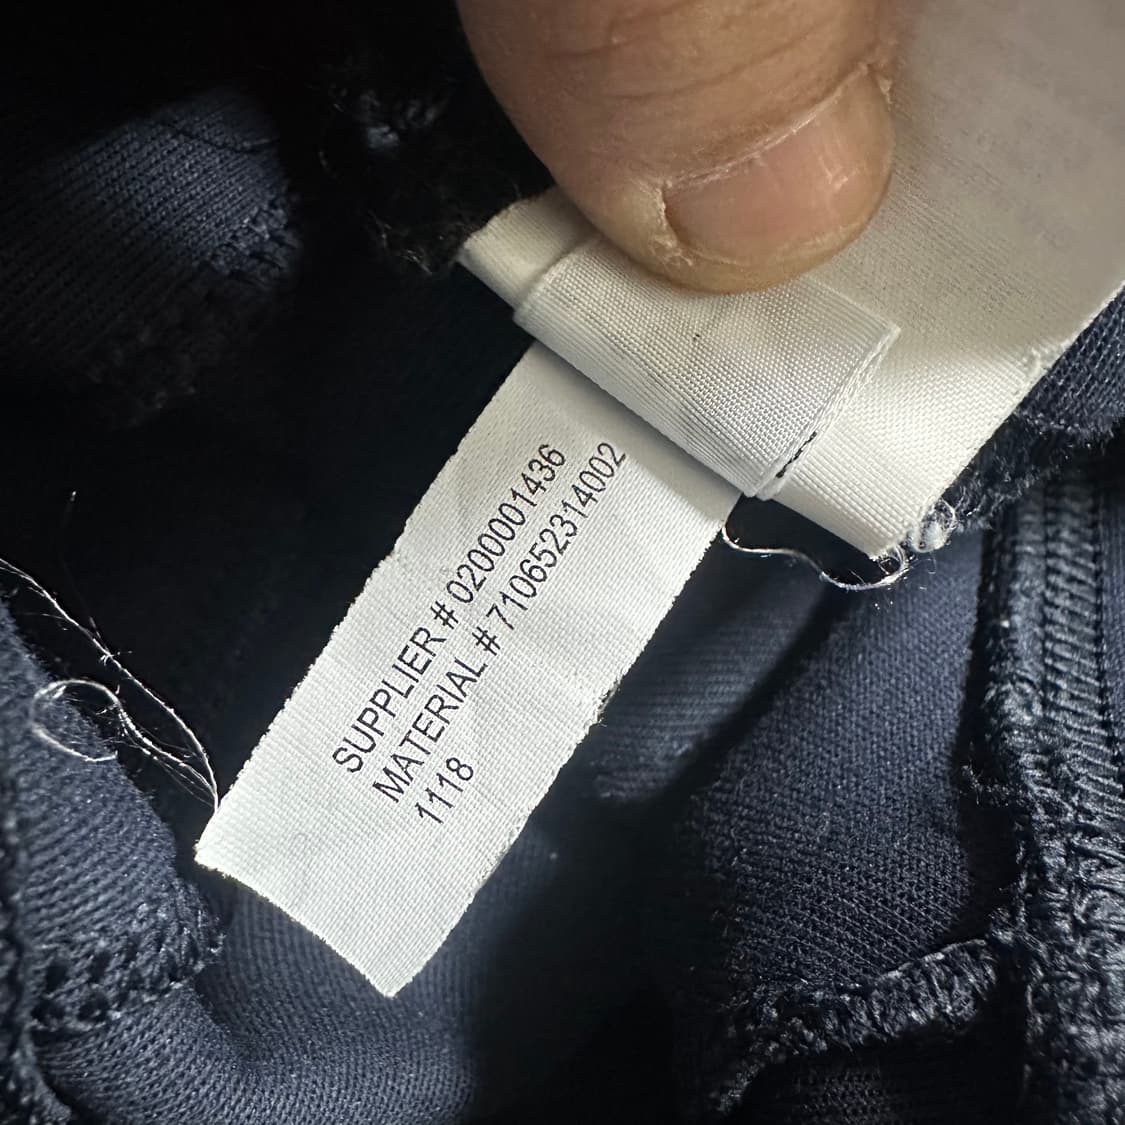 SUPPLIER # 0200001436
MATERIAL # 710652314002
1118